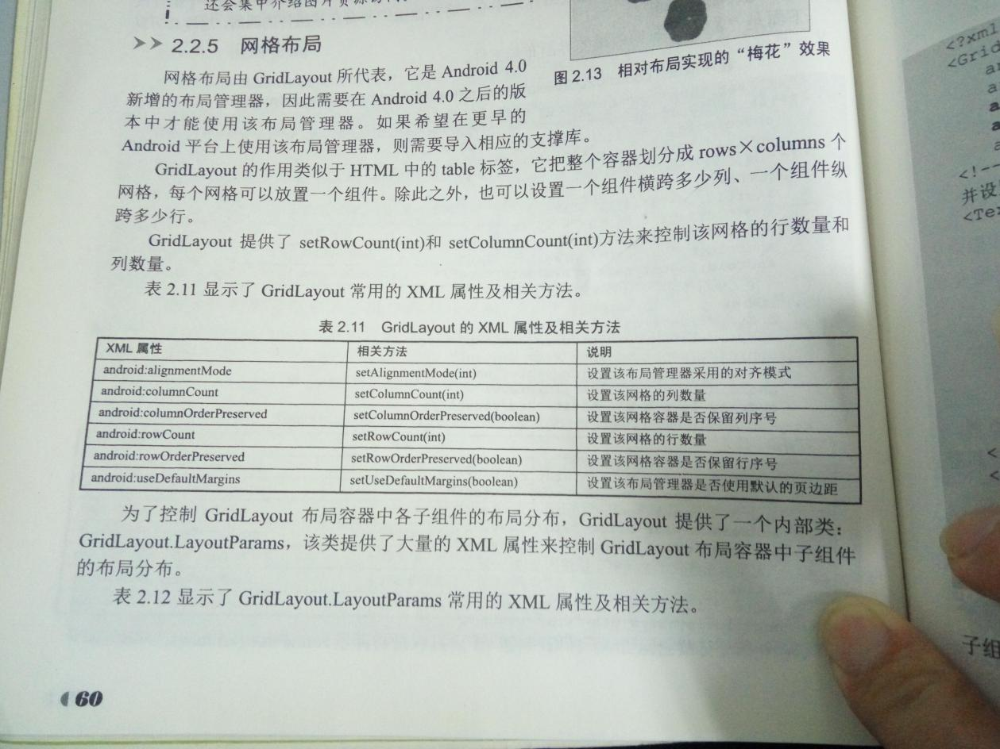 还会集中介绍图片资源
>> 2.2.5 网格布局
图 2.13 相对布局实现的“梅花”效果
网格布局由 GridLayout 所代表，它是 Android 4.0
新增的布局管理器，因此需要在 Android 4.0 之后的版
本中才能使用该布局管理器。如果希望在更早的
Android 平台上使用该布局管理器，则需要导入相应的支撑库。
GridLayout 的作用类似于 HTML 中的 table 标签，它把整个容器划分成 rows×columns 个
网格，每个网格可以放置一个组件。除此之外，也可以设置一个组件横跨多少列、一个组件纵
跨多少行。
GridLayout 提供了 setRowCount(int)和 setColumnCount(int)方法来控制该网格的行数量和
列数量。
表 2.11 显示了 GridLayout 常用的 XML 属性及相关方法。
表 2.11 GridLayout 的 XML 属性及相关方法
XML 属性 相关方法 说明
android:alignmentMode setAlignmentMode(int) 设置该布局管理器采用的对齐模式
android:columnCount setColumnCount(int) 设置该网格的列数量
android:columnOrderPreserved setColumnOrderPreserved(boolean) 设置该网格容器是否保留列序号
android:rowCount setRowCount(int) 设置该网格的行数量
android:rowOrderPreserved setRowOrderPreserved(boolean) 设置该网格容器是否保留行序号
android:useDefaultMargins setUseDefaultMargins(boolean) 设置该布局管理器是否使用默认的页边距
为了控制 GridLayout 布局容器中各子组件的布局分布，GridLayout 提供了一个内部类：
GridLayout.LayoutParams，该类提供了大量的 XML 属性来控制 GridLayout 布局容器中子组件
的布局分布。
表 2.12 显示了 GridLayout.LayoutParams 常用的 XML 属性及相关方法。
60
<?xml
<Grid
an
a
a
a
a
<!--
并设
<Te
<
<
子组